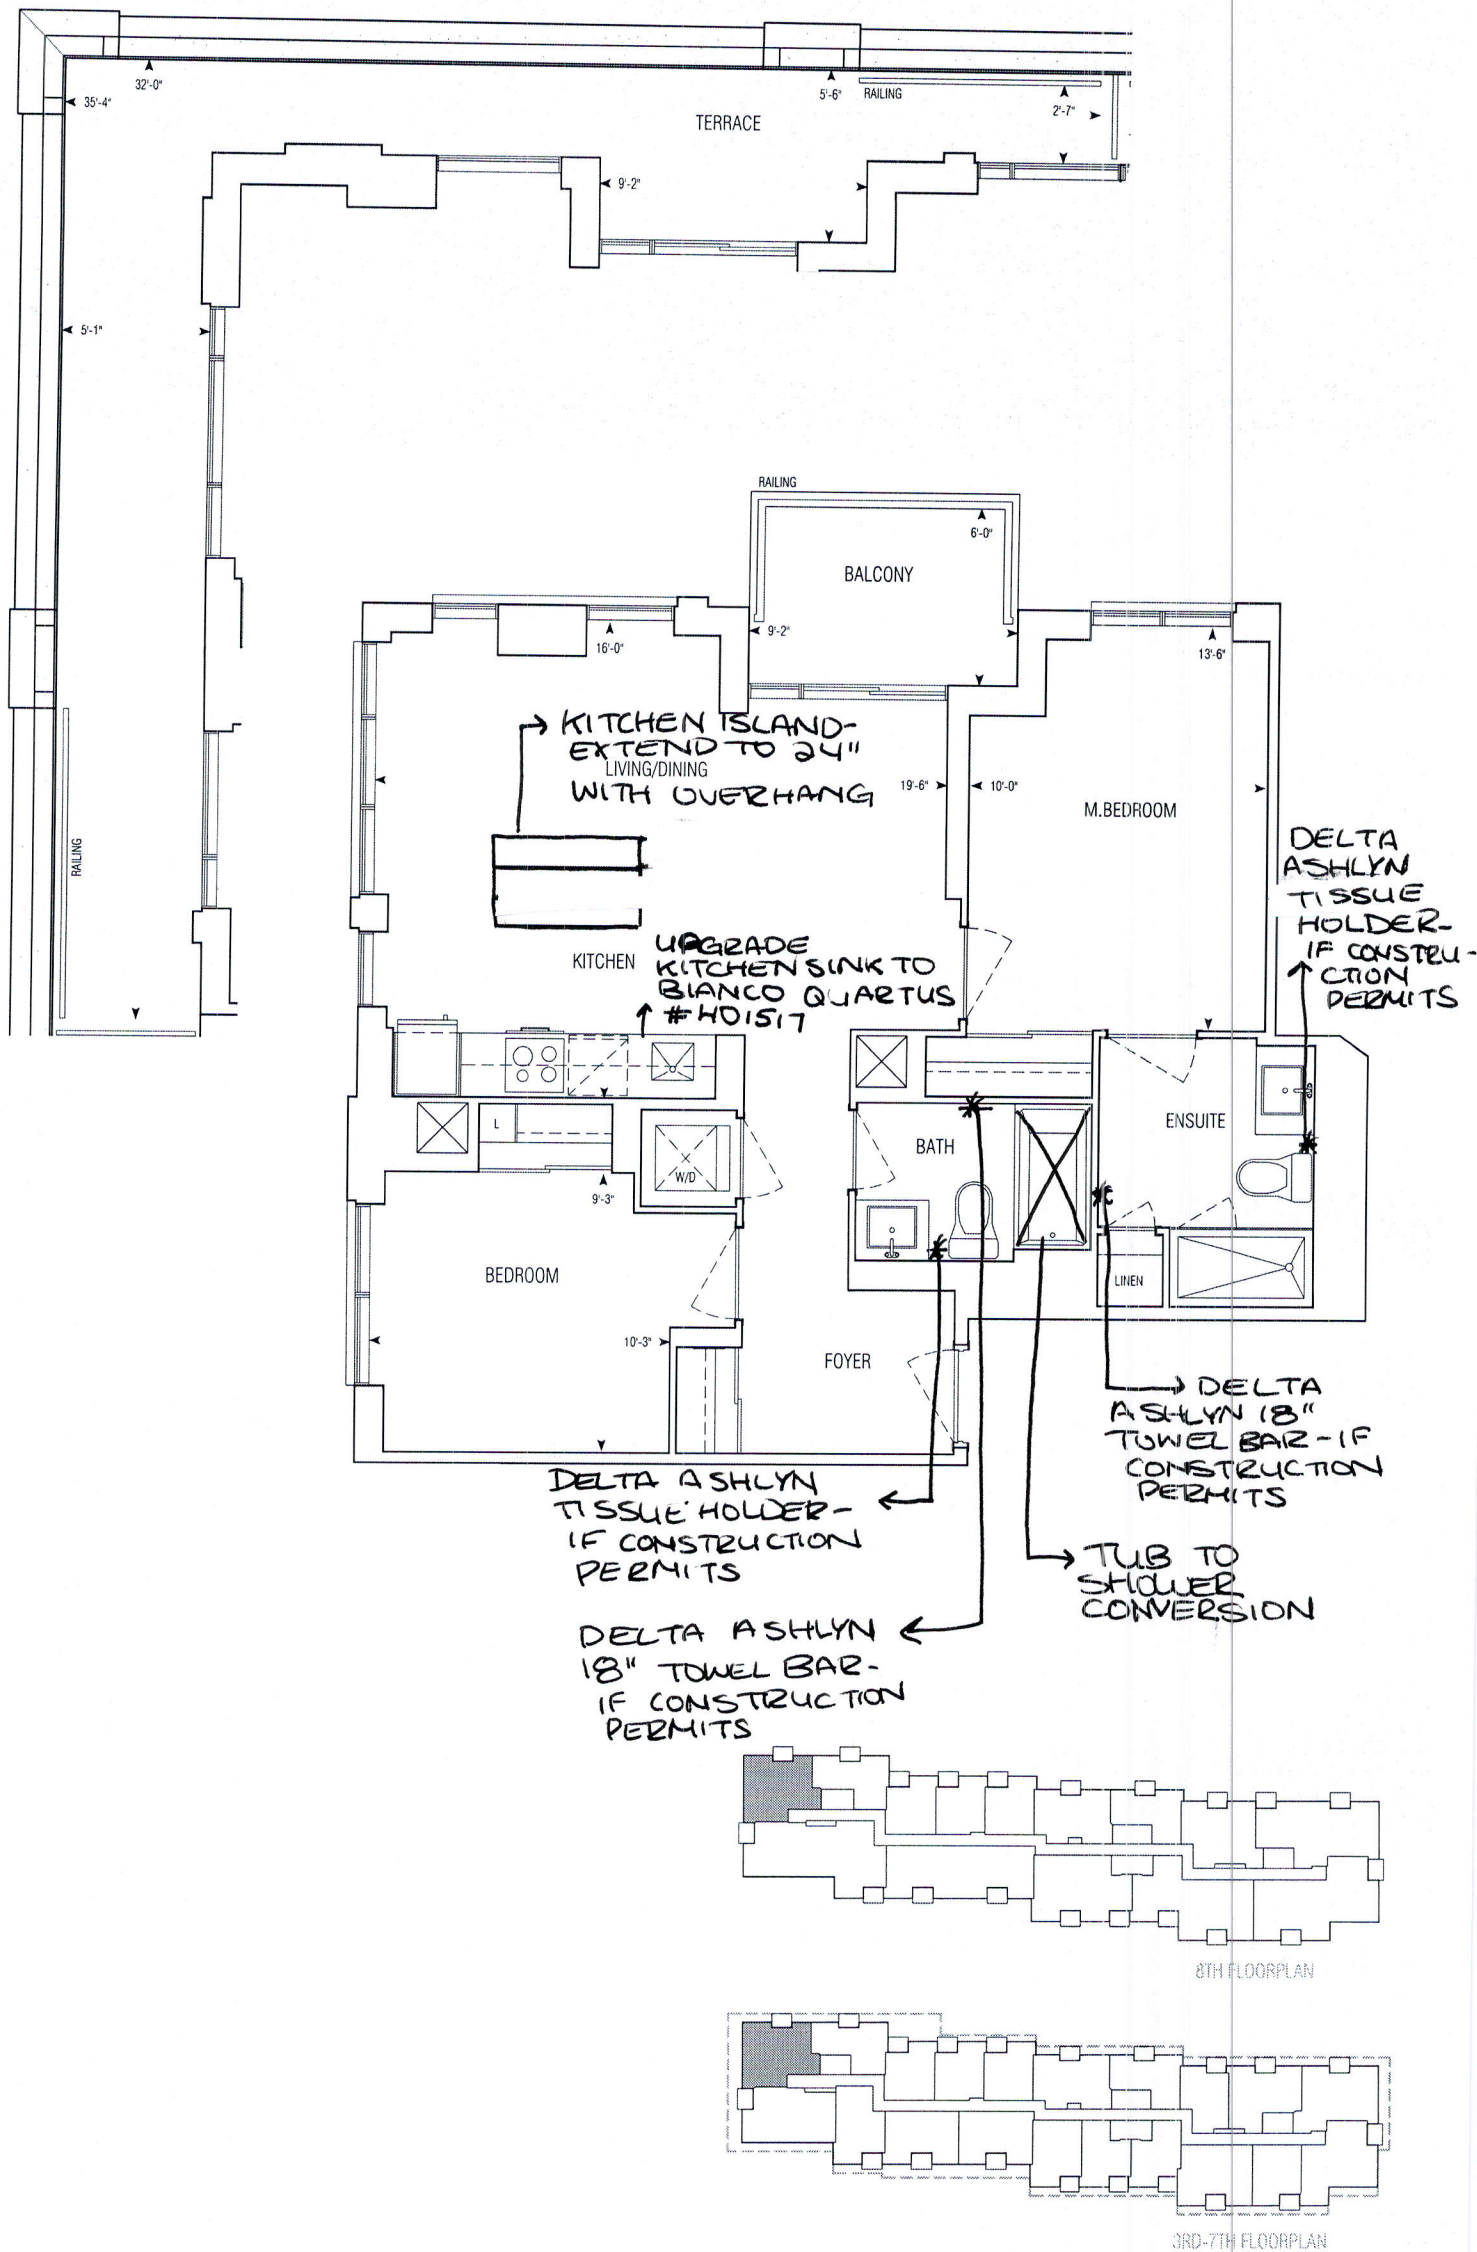 32'-0"
35'-4"
5'-6"
RAILING
2'-7"
TERRACE
9'-2"
5'-1"
RAILING
6'-0"
BALCONY
9'-2"
16'-0"
13'-6"
KITCHEN ISLAND-
EXTEND TO 24"
LIVING/DINING
WITH OVERHANG
19'-6"
10'-0"
M.BEDROOM
RAILING
DELTA
ASHLYN
TISSUE
HOLDER-
IF CONSTRU-
CTION
PERMITS
UPGRADE
KITCHEN SINK TO
BIANCO QUARTUS
#401517
KITCHEN
L
W/D
BATH
ENSUITE
9'-3"
BEDROOM
LINEN
10'-3"
FOYER
DELTA
ASHLYN 18"
TOWEL BAR-IF
CONSTRUCTION
PERMITS
DELTA ASHLYN
TISSUE HOLDER-
IF CONSTRUCTION
PERMITS
TUB TO
SHOWER
CONVERSION
DELTA ASHLYN
18" TOWEL BAR-
IF CONSTRUCTION
PERMITS
8TH FLOORPLAN
3RD-7TH FLOORPLAN